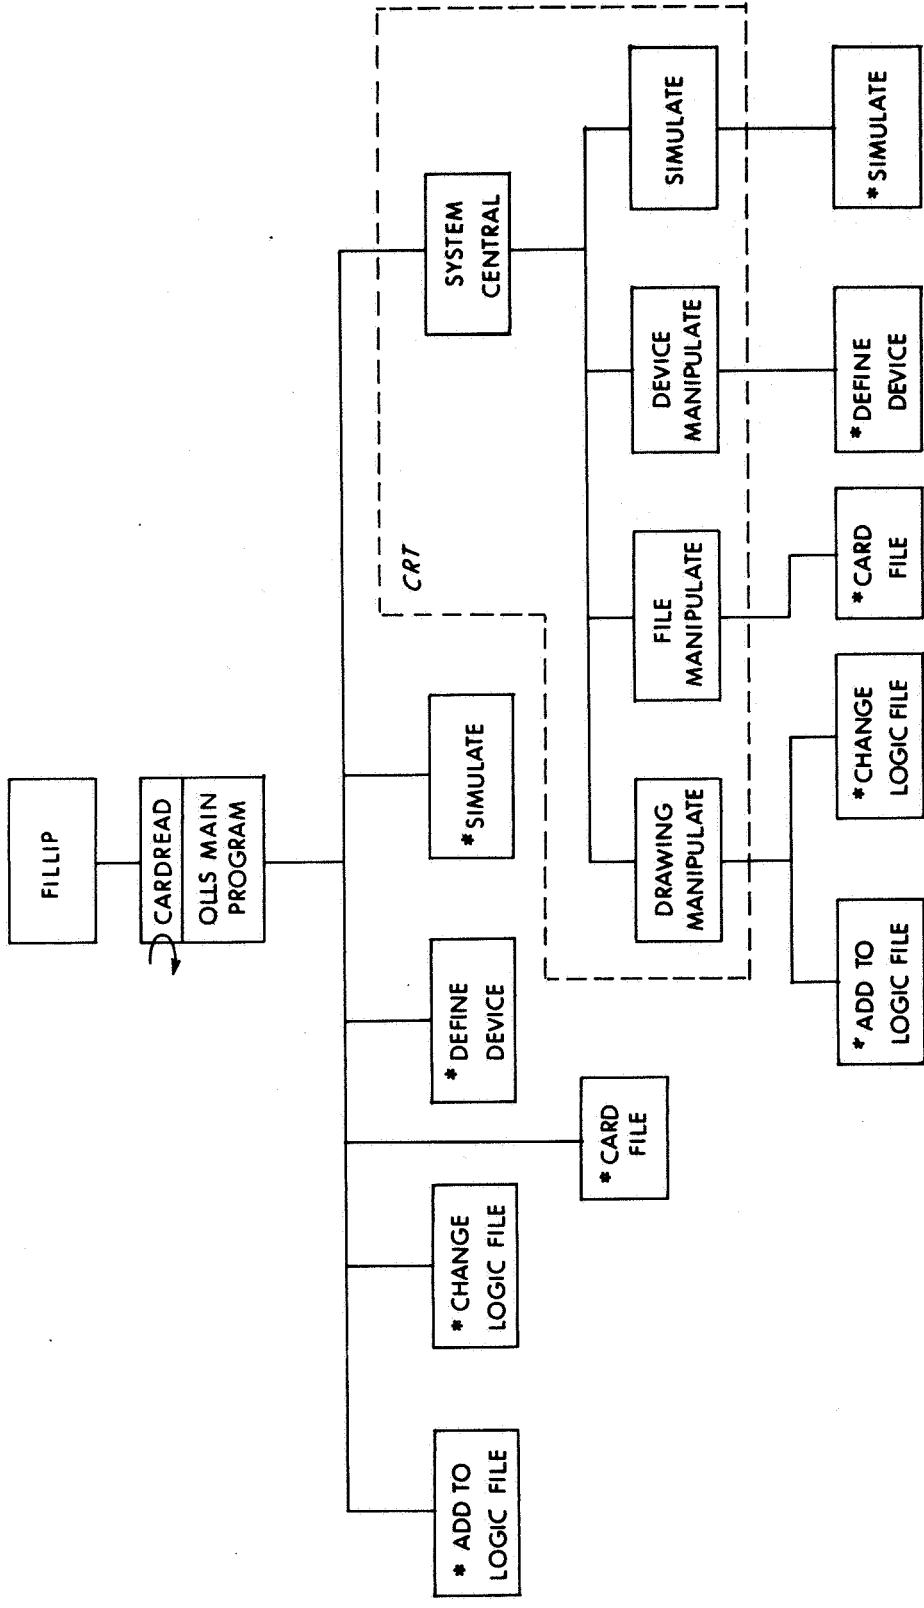 FILLIP
CARDREAD
OLLS MAIN
PROGRAM
* ADD TO
LOGIC FILE
* CHANGE
LOGIC FILE
* CARD
FILE
* DEFINE
DEVICE
* SIMULATE
CRT
SYSTEM
CENTRAL
DRAWING
MANIPULATE
FILE
MANIPULATE
DEVICE
MANIPULATE
SIMULATE
* ADD TO
LOGIC FILE
* CHANGE
LOGIC FILE
* CARD
FILE
* DEFINE
DEVICE
* SIMULATE